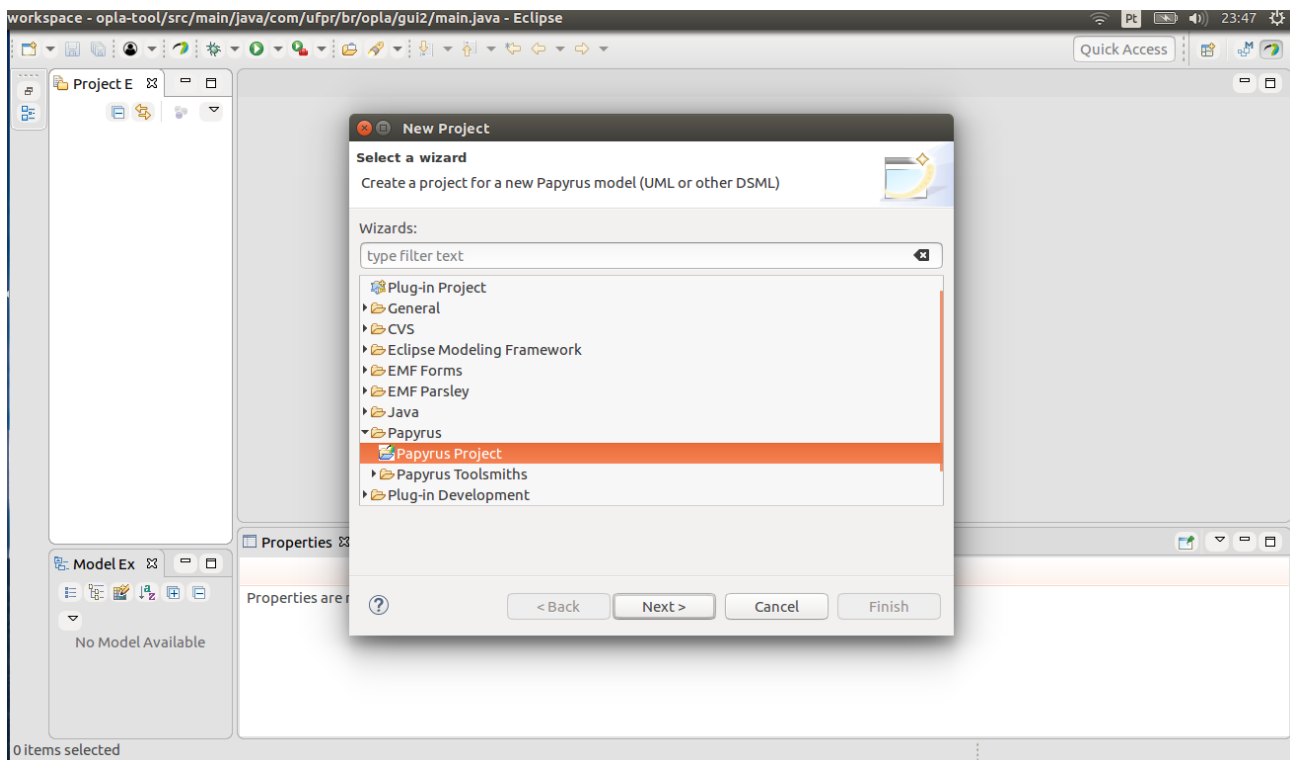 workspace - opla-tool/src/main/java/com/ufpr/br/opla/gui2/main.java - Eclipse
Pt
23:47
Quick Access
Project E
New Project
Select a wizard
Create a project for a new Papyrus model (UML or other DSML)
Wizards:
type filter text
Plug-in Project
General
CVS
Eclipse Modeling Framework
EMF Forms
EMF Parsley
Java
Papyrus
Papyrus Project
Papyrus Toolsmiths
Plug-in Development
< Back
Next >
Cancel
Finish
Properties
Properties are
Model Ex
No Model Available
0 items selected